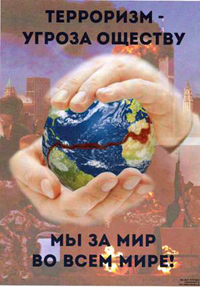 ТЕРРОРИЗМ -
УГРОЗА ОЩЕСТВУ
МЫ ЗА МИР
ВО ВСЕМ МИРЕ!